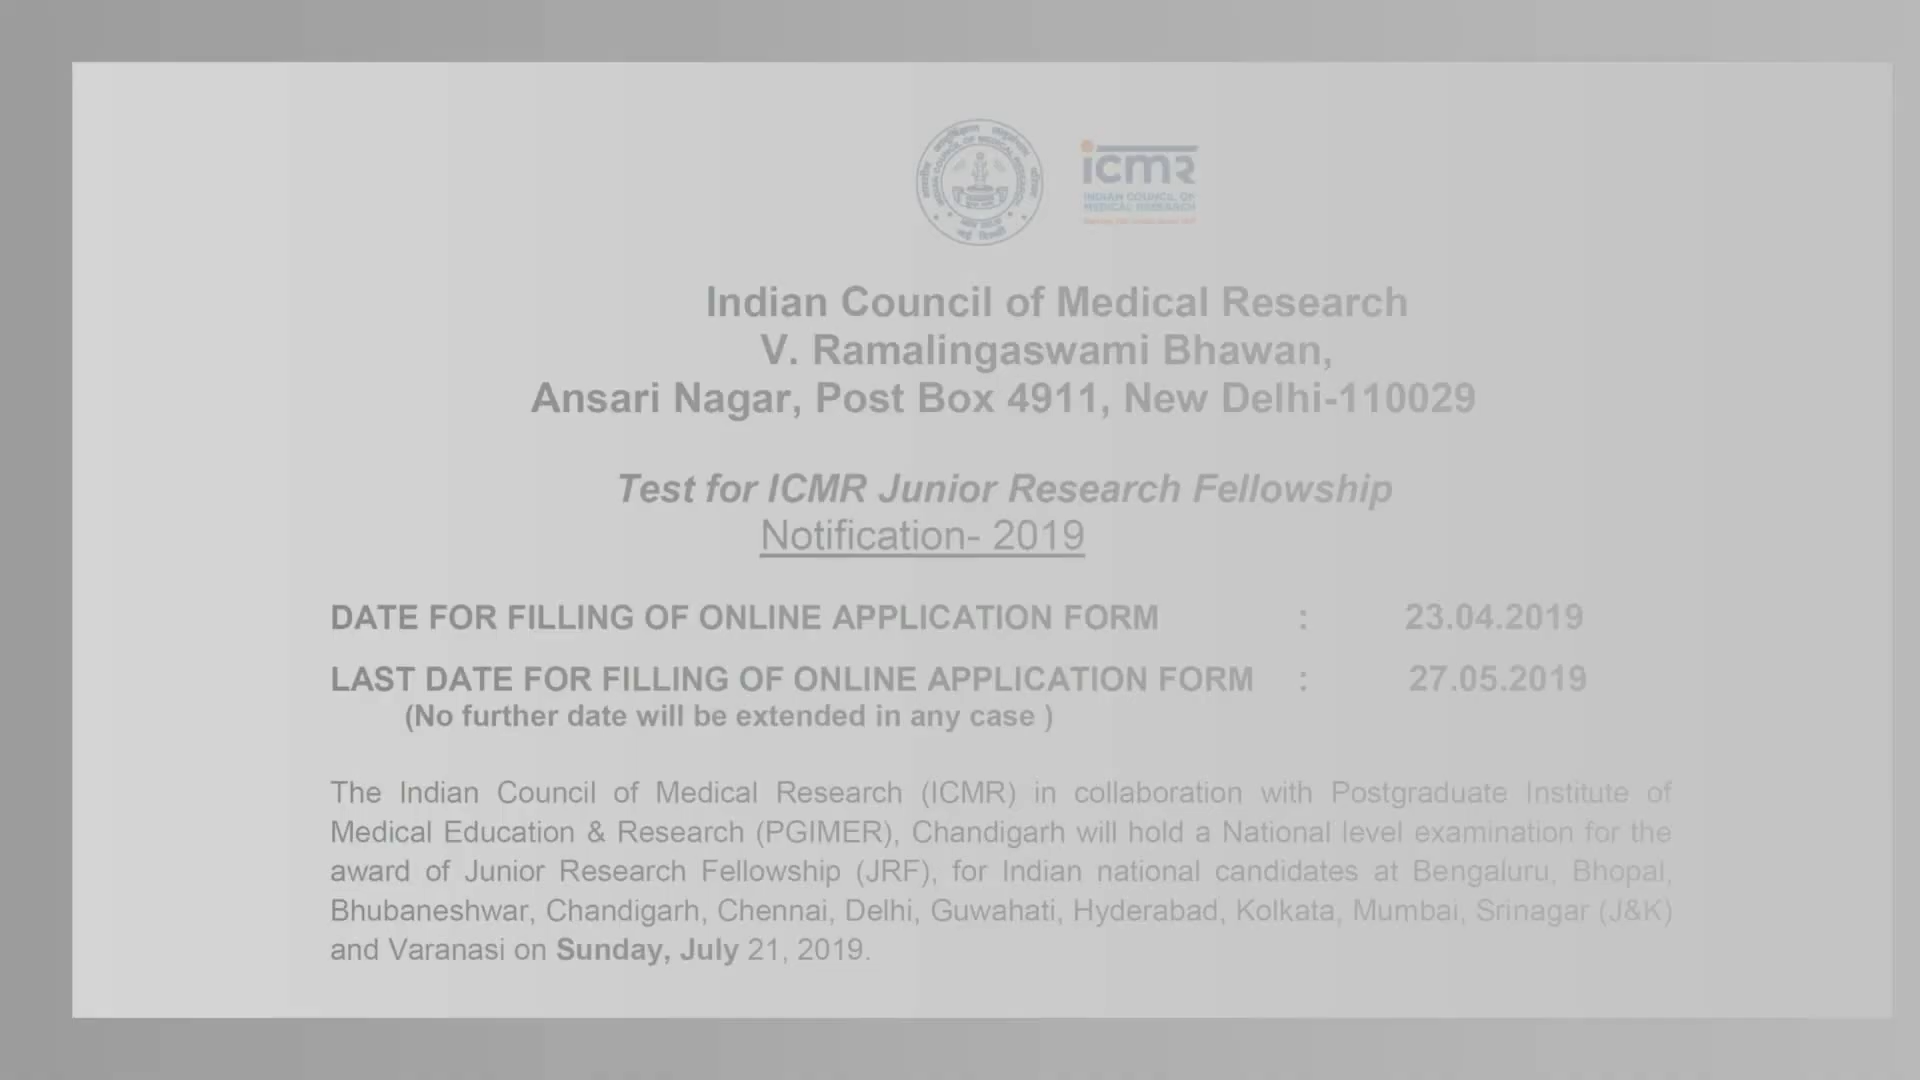 icmr
INDIAN COUNCIL OF
MEDICAL RESEARCH
Indian Council of Medical Research
V. Ramalingaswami Bhawan,
Ansari Nagar, Post Box 4911, New Delhi-110029
Test for ICMR Junior Research Fellowship
Notification- 2019
DATE FOR FILLING OF ONLINE APPLICATION FORM : 23.04.2019
LAST DATE FOR FILLING OF ONLINE APPLICATION FORM : 27.05.2019
(No further date will be extended in any case )
The Indian Council of Medical Research (ICMR) in collaboration with Postgraduate Institute of
Medical Education & Research (PGIMER), Chandigarh will hold a National level examination for the
award of Junior Research Fellowship (JRF), for Indian national candidates at Bengaluru, Bhopal,
Bhubaneshwar, Chandigarh, Chennai, Delhi, Guwahati, Hyderabad, Kolkata, Mumbai, Srinagar (J&K)
and Varanasi on Sunday, July 21, 2019.